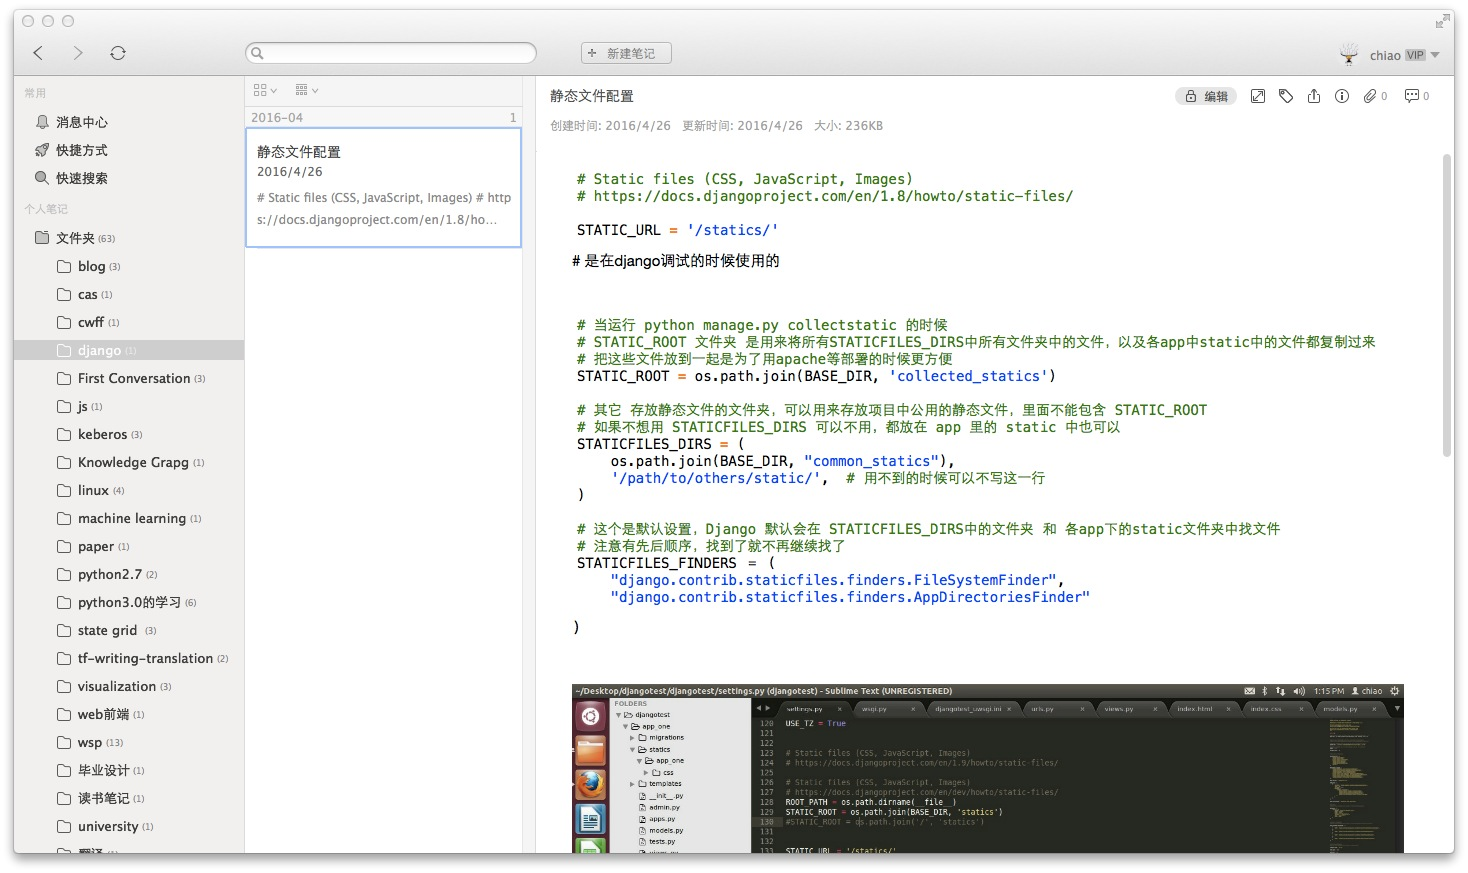 新建笔记
chiao VIP
常用
消息中心
快捷方式
快速搜索
个人笔记
文件夹 (63)
blog (3)
cas (1)
cwff (1)
django (1)
First Conversation (3)
js (1)
keberos (3)
Knowledge Grapg (1)
linux (4)
machine learning (1)
paper (1)
python2.7 (2)
python3.0的学习 (6)
state grid (3)
tf-writing-translation (2)
visualization (3)
web前端 (1)
wsp (13)
毕业设计 (1)
读书笔记 (1)
university (1)
2016-04 1
静态文件配置
2016/4/26
# Static files (CSS, JavaScript, Images) # http
s://docs.djangoproject.com/en/1.8/ho...
静态文件配置
编辑 0 0
创建时间: 2016/4/26 更新时间: 2016/4/26 大小: 236KB
# Static files (CSS, JavaScript, Images)
# https://docs.djangoproject.com/en/1.8/howto/static-files/
STATIC_URL = '/statics/'
# 是在django调试的时候使用的
# 当运行 python manage.py collectstatic 的时候
# STATIC_ROOT 文件夹 是用来将所有STATICFILES_DIRS中所有文件夹中的文件，以及各app中static中的文件都复制过来
# 把这些文件放到一起是为了用apache等部署的时候更方便
STATIC_ROOT = os.path.join(BASE_DIR, 'collected_statics')
# 其它 存放静态文件的文件夹，可以用来存放项目中公用的静态文件，里面不能包含 STATIC_ROOT
# 如果不想用 STATICFILES_DIRS 可以不用，都放在 app 里的 static 中也可以
STATICFILES_DIRS = (
os.path.join(BASE_DIR, "common_statics"),
'/path/to/others/static/', # 用不到的时候可以不写这一行
)
# 这个是默认设置，Django 默认会在 STATICFILES_DIRS中的文件夹 和 各app下的static文件夹中找文件
# 注意有先后顺序，找到了就不再继续找了
STATICFILES_FINDERS = (
"django.contrib.staticfiles.finders.FileSystemFinder",
"django.contrib.staticfiles.finders.AppDirectoriesFinder"
)
~/Desktop/djangotest/djangotest/settings.py (djangotest) - Sublime Text (UNREGISTERED) 1:15 PM chiao
FOLDERS
djangotest
app_one
migrations
statics
app_one
css
templates
__init__.py
admin.py
apps.py
models.py
tests.py
settings.py wsgi.py djangotest_uwsgi.ini urls.py views.py index.html index.css models.py
120 USE_TZ = True
121
122
123 # Static files (CSS, JavaScript, Images)
124 # https://docs.djangoproject.com/en/1.9/howto/static-files/
125
126 # Static files (CSS, JavaScript, Images)
127 # https://docs.djangoproject.com/en/dev/howto/static-files/
128 ROOT_PATH = os.path.dirname(__file__)
129 STATIC_ROOT = os.path.join(BASE_DIR, 'statics')
130 #STATIC_ROOT = os.path.join('/', 'statics')
131
132
133 STATIC_URL = '/statics/'